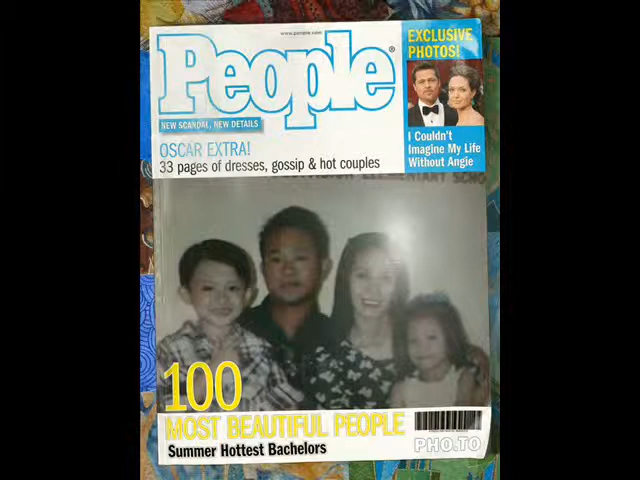 www.people.com
People®
NEW SCANDAL, NEW DETAILS
OSCAR EXTRA!
33 pages of dresses, gossip & hot couples
EXCLUSIVE
PHOTOS!
I Couldn't
Imagine My Life
Without Angie
100
MOST BEAUTIFUL PEOPLE
Summer Hottest Bachelors
PHO.TO